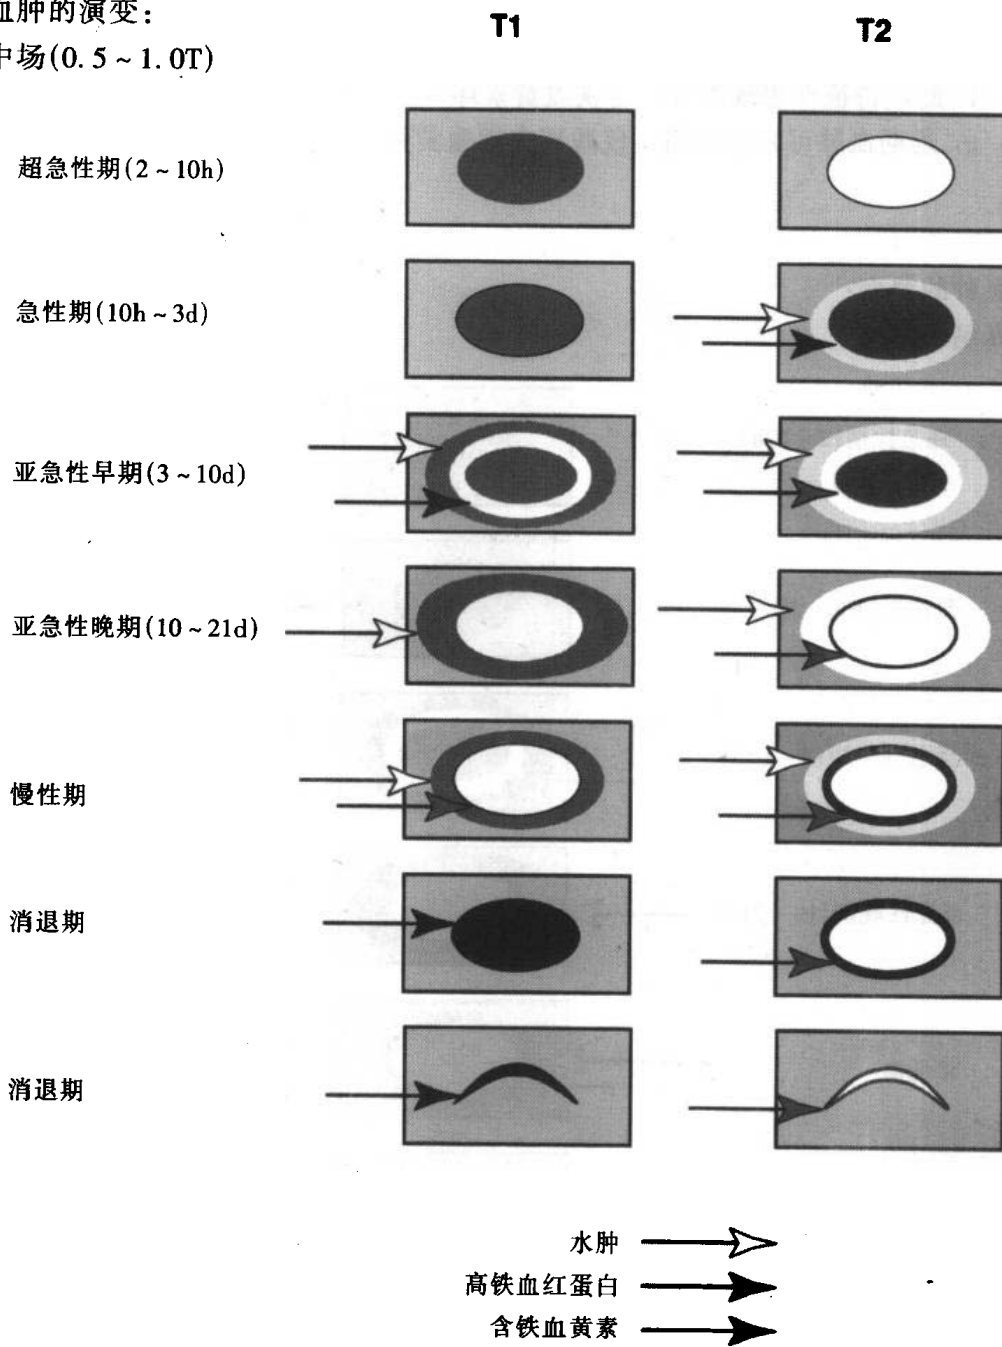 血肿的演变:
中场(0.5~1.0T)
T1
T2
超急性期(2~10h)
急性期(10h~3d)
亚急性早期(3~10d)
亚急性晚期(10~21d)
慢性期
消退期
消退期
水肿
高铁血红蛋白
含铁血黄素